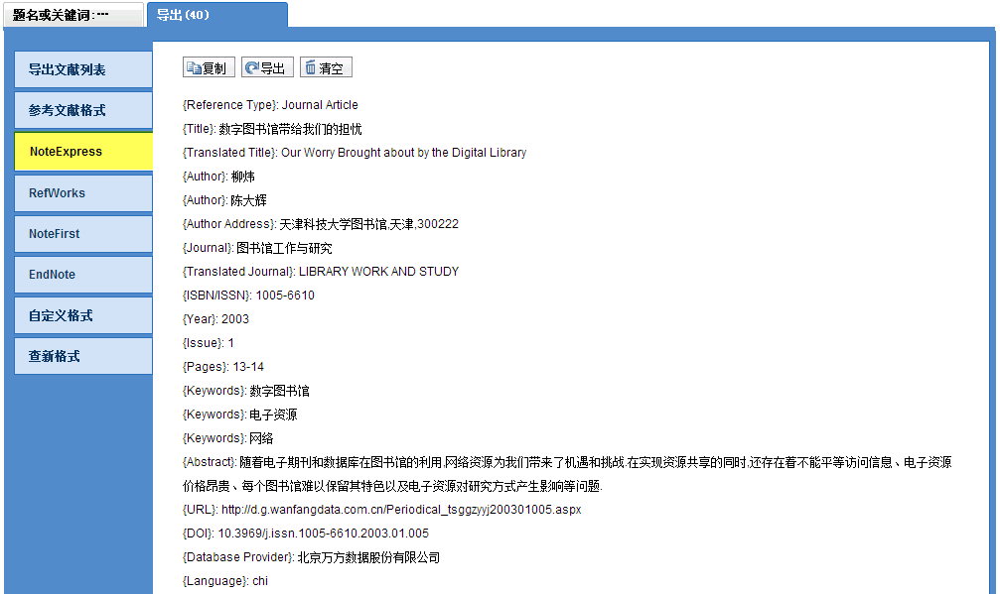 题名或关键词:… 导出 (40)
导出文献列表
参考文献格式
NoteExpress
RefWorks
NoteFirst
EndNote
自定义格式
查新格式
复制 导出 清空
{Reference Type}: Journal Article
{Title}: 数字图书馆带给我们的担忧
{Translated Title}: Our Worry Brought about by the Digital Library
{Author}: 柳炜
{Author}: 陈大辉
{Author Address}: 天津科技大学图书馆,天津,300222
{Journal}: 图书馆工作与研究
{Translated Journal}: LIBRARY WORK AND STUDY
{ISBN/ISSN}: 1005-6610
{Year}: 2003
{Issue}: 1
{Pages}: 13-14
{Keywords}: 数字图书馆
{Keywords}: 电子资源
{Keywords}: 网络
{Abstract}: 随着电子期刊和数据库在图书馆的利用,网络资源为我们带来了机遇和挑战.在实现资源共享的同时,还存在着不能平等访问信息、电子资源
价格昂贵、每个图书馆难以保留其特色以及电子资源对研究方式产生影响等问题.
{URL}: http://d.g.wanfangdata.com.cn/Periodical_tsggzyyj200301005.aspx
{DOI}: 10.3969/j.issn.1005-6610.2003.01.005
{Database Provider}: 北京万方数据股份有限公司
{Language}: chi